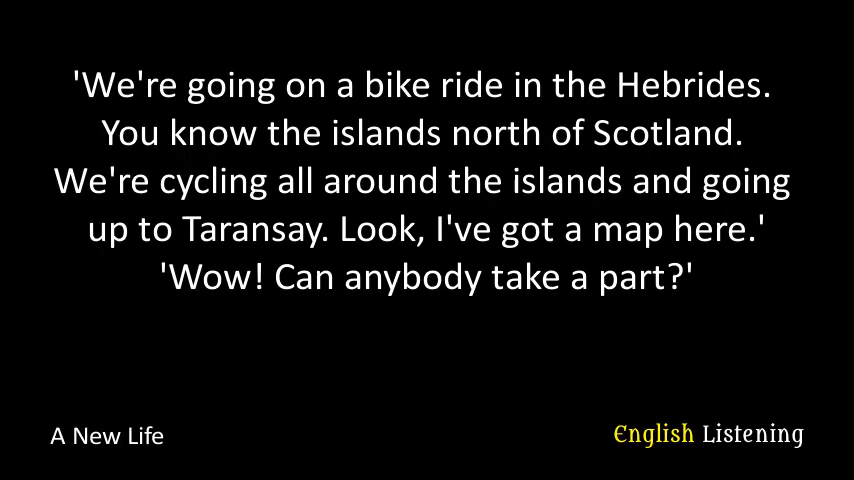 'We're going on a bike ride in the Hebrides.
You know the islands north of Scotland.
We're cycling all around the islands and going
up to Taransay. Look, I've got a map here.'
'Wow! Can anybody take a part?'
A New Life
English Listening